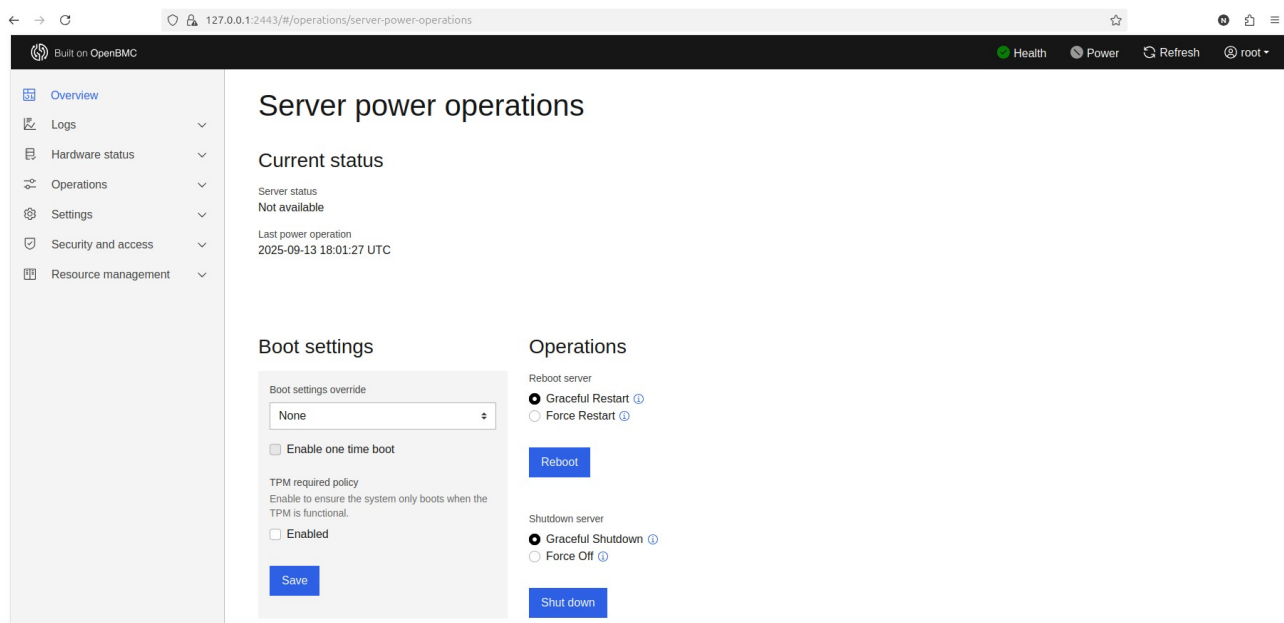 127.0.0.1:2443/#/operations/server-power-operations
N
Built on OpenBMC
Health
Power
Refresh
root
Overview
Logs
Hardware status
Operations
Settings
Security and access
Resource management
Server power operations
Current status
Server status
Not available
Last power operation
2025-09-13 18:01:27 UTC
Boot settings
Boot settings override
None
Enable one time boot
TPM required policy
Enable to ensure the system only boots when the
TPM is functional.
Enabled
Save
Operations
Reboot server
Graceful Restart
Force Restart
Reboot
Shutdown server
Graceful Shutdown
Force Off
Shut down